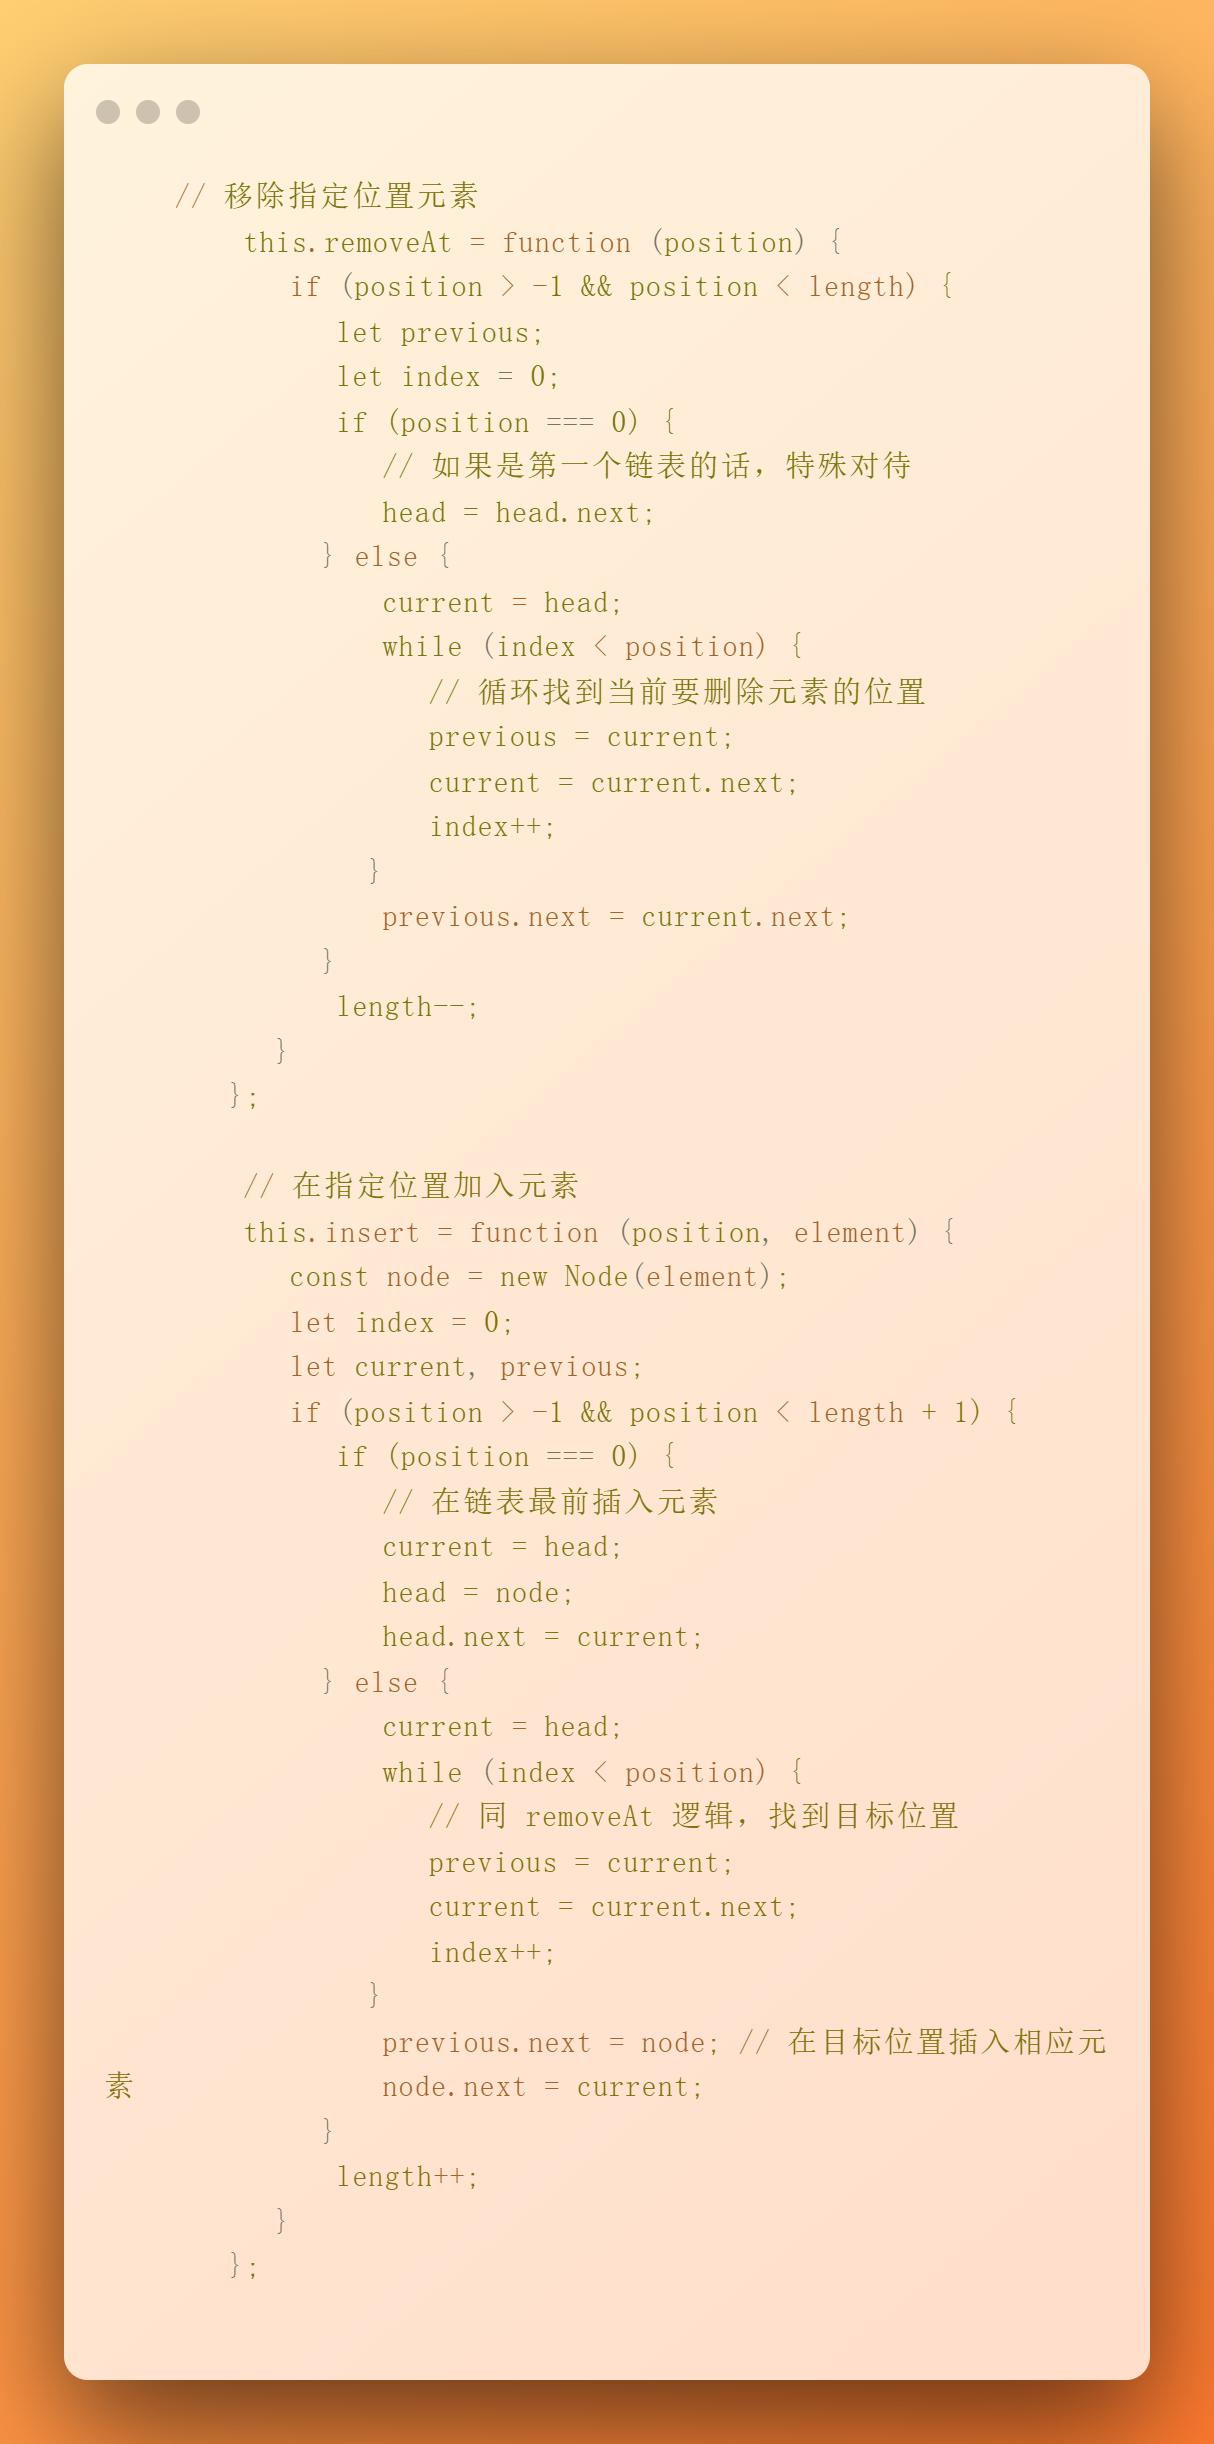 // 移除指定位置元素
this.removeAt = function (position) {
if (position > -1 && position < length) {
let previous;
let index = 0;
if (position === 0) {
// 如果是第一个链表的话，特殊对待
head = head.next;
} else {
current = head;
while (index < position) {
// 循环找到当前要删除元素的位置
previous = current;
current = current.next;
index++;
}
previous.next = current.next;
}
length--;
}
};
// 在指定位置加入元素
this.insert = function (position, element) {
const node = new Node(element);
let index = 0;
let current, previous;
if (position > -1 && position < length + 1) {
if (position === 0) {
// 在链表最前插入元素
current = head;
head = node;
head.next = current;
} else {
current = head;
while (index < position) {
// 同 removeAt 逻辑，找到目标位置
previous = current;
current = current.next;
index++;
}
previous.next = node; // 在目标位置插入相应元
素 node.next = current;
}
length++;
}
};